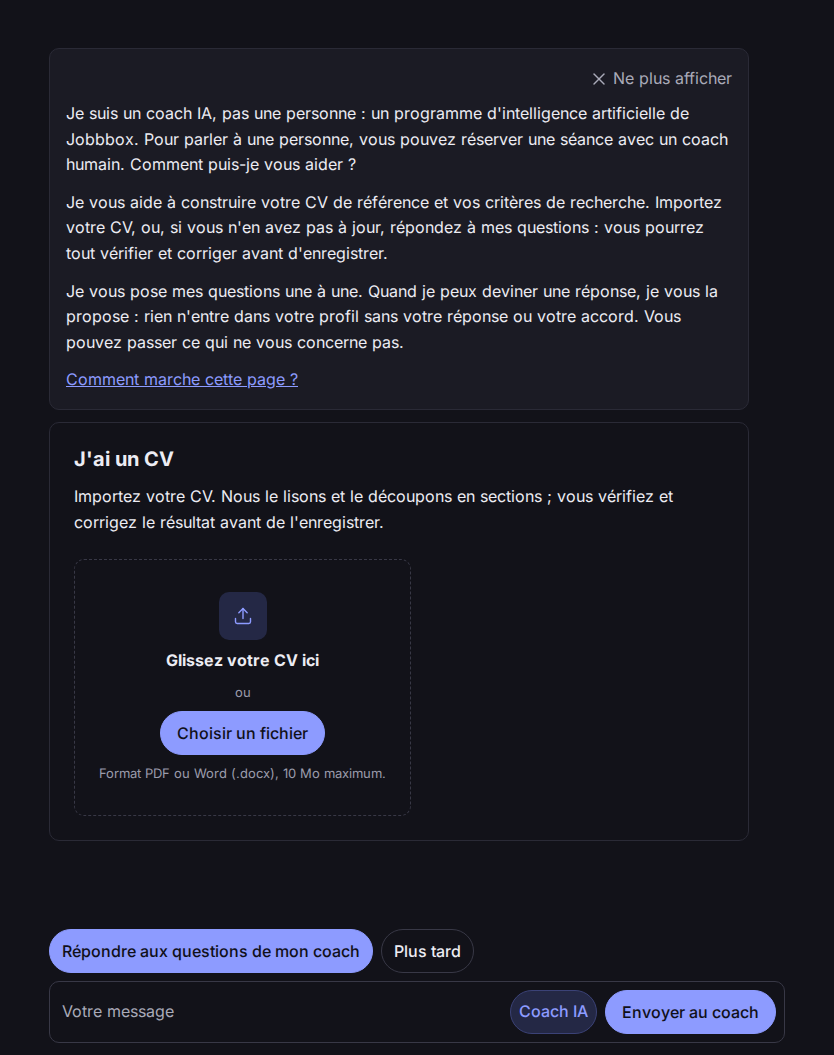 Ne plus afficher
Je suis un coach IA, pas une personne : un programme d'intelligence artificielle de
Jobbbox. Pour parler à une personne, vous pouvez réserver une séance avec un coach
humain. Comment puis-je vous aider ?
Je vous aide à construire votre CV de référence et vos critères de recherche. Importez
votre CV, ou, si vous n'en avez pas à jour, répondez à mes questions : vous pourrez
tout vérifier et corriger avant d'enregistrer.
Je vous pose mes questions une à une. Quand je peux deviner une réponse, je vous la
propose : rien n'entre dans votre profil sans votre réponse ou votre accord. Vous
pouvez passer ce qui ne vous concerne pas.
Comment marche cette page ?
J'ai un CV
Importez votre CV. Nous le lisons et le découpons en sections ; vous vérifiez et
corrigez le résultat avant de l'enregistrer.
Glissez votre CV ici
ou
Choisir un fichier
Format PDF ou Word (.docx), 10 Mo maximum.
Répondre aux questions de mon coach
Plus tard
Votre message
Coach IA
Envoyer au coach